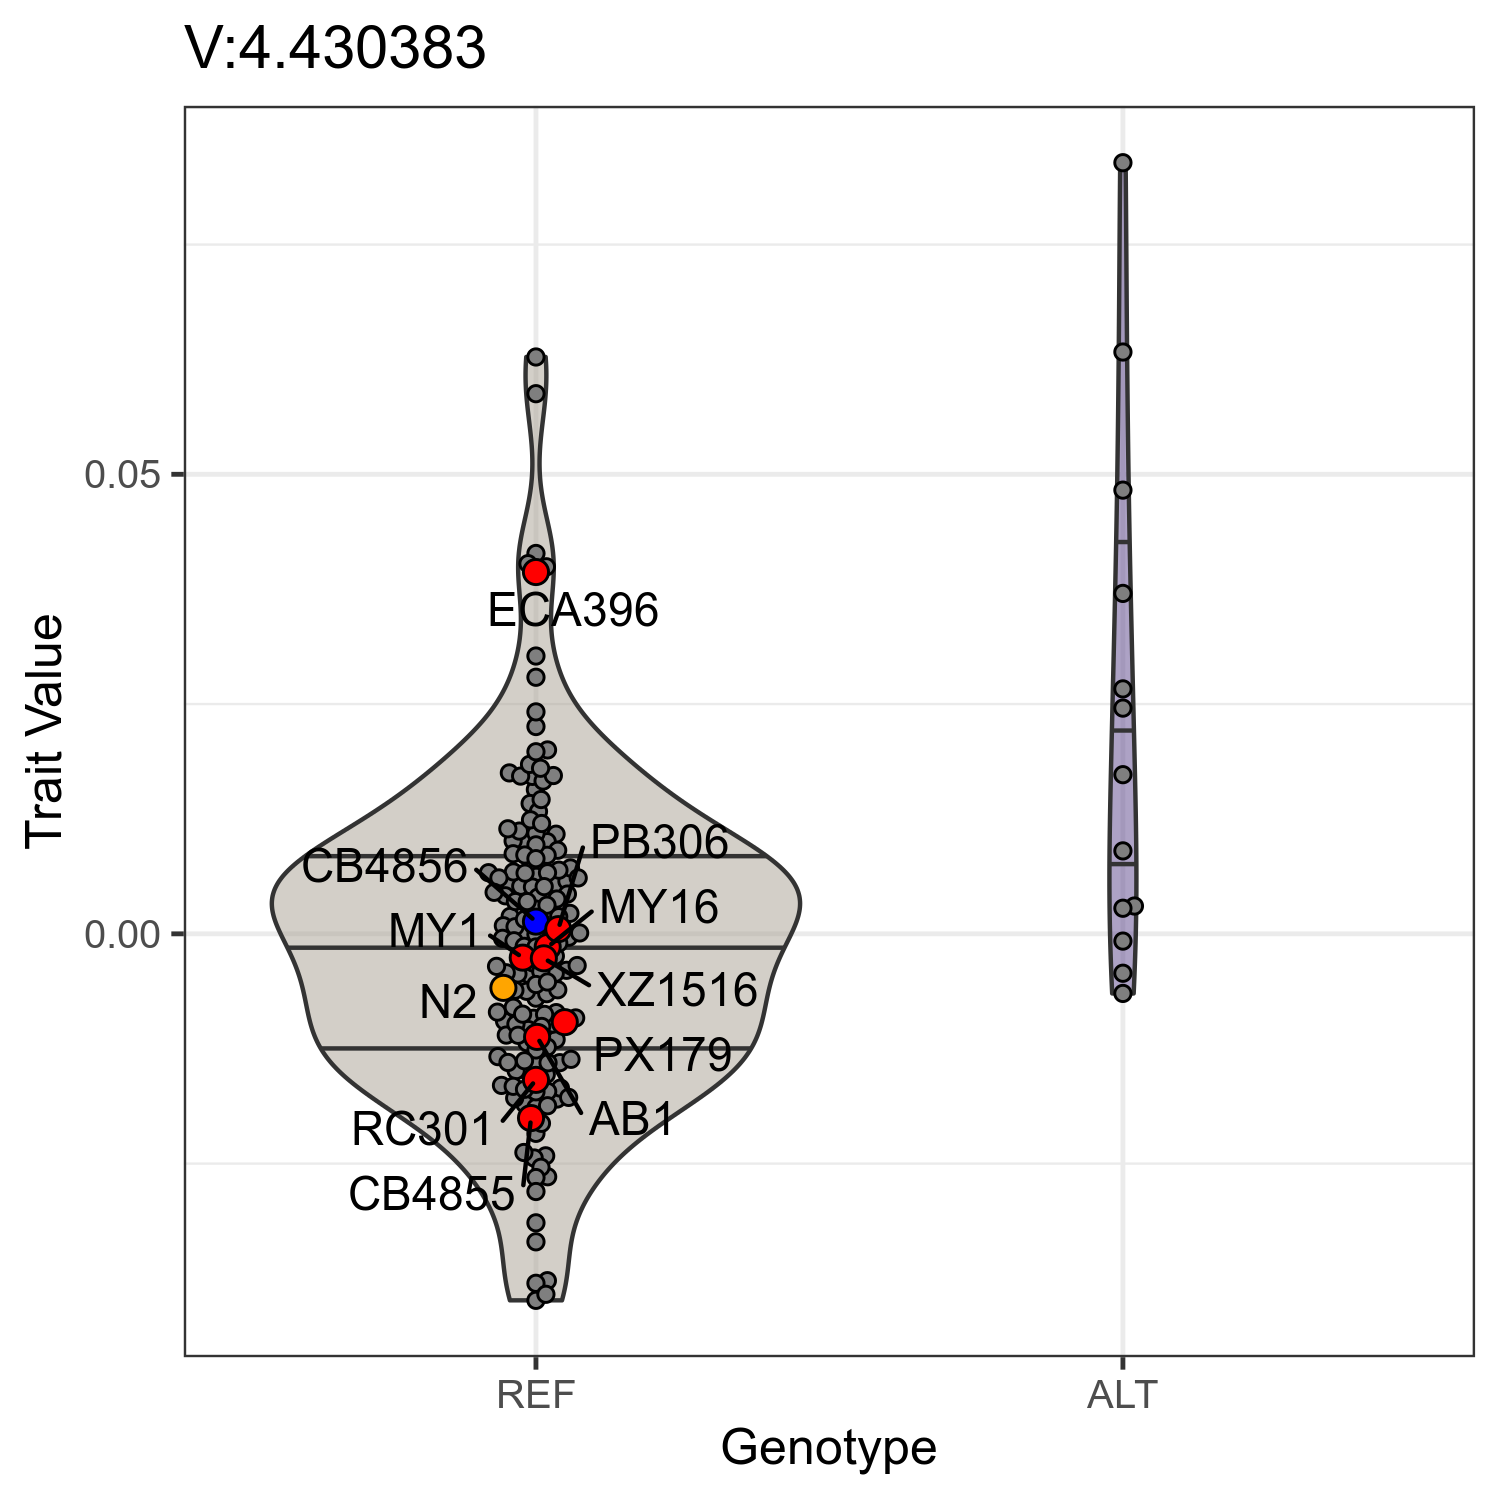 V:4.430383
Trait Value
0.05
0.00
ECA396
PB306
CB4856
MY16
MY1
XZ1516
N2
PX179
AB1
RC301
CB4855
REF
ALT
Genotype